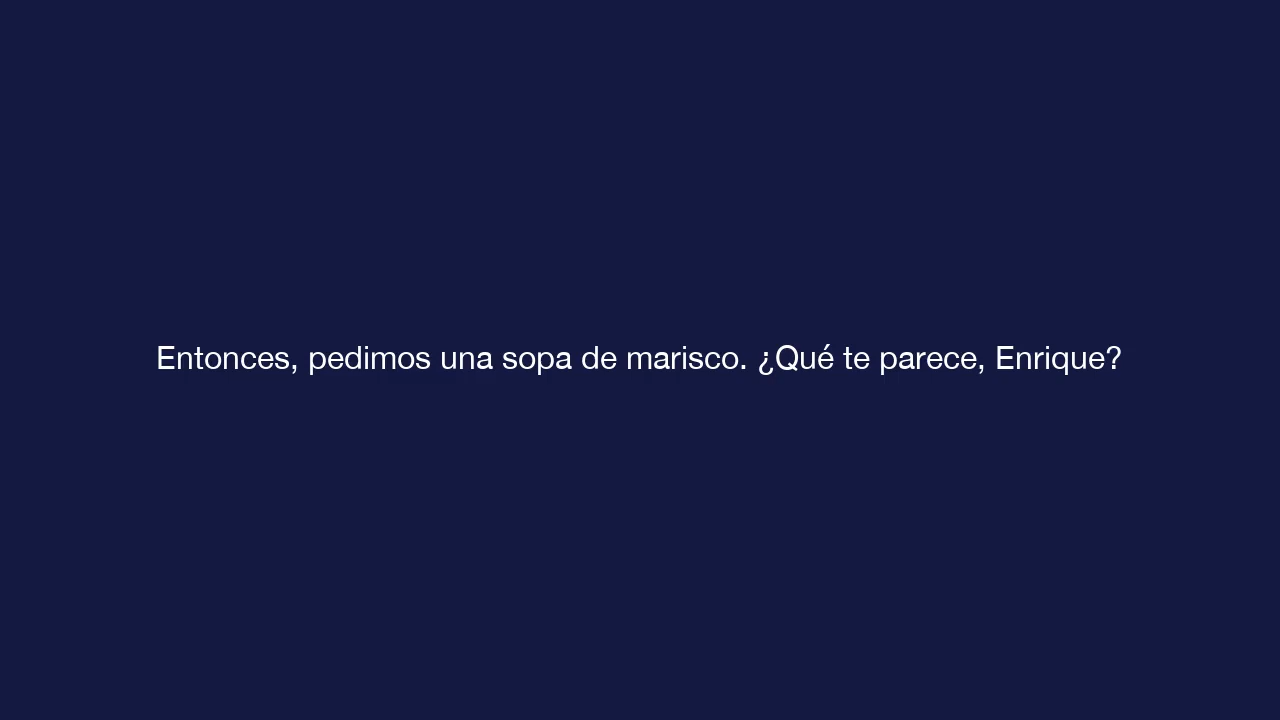 Entonces, pedimos una sopa de marisco. ¿Qué te parece, Enrique?